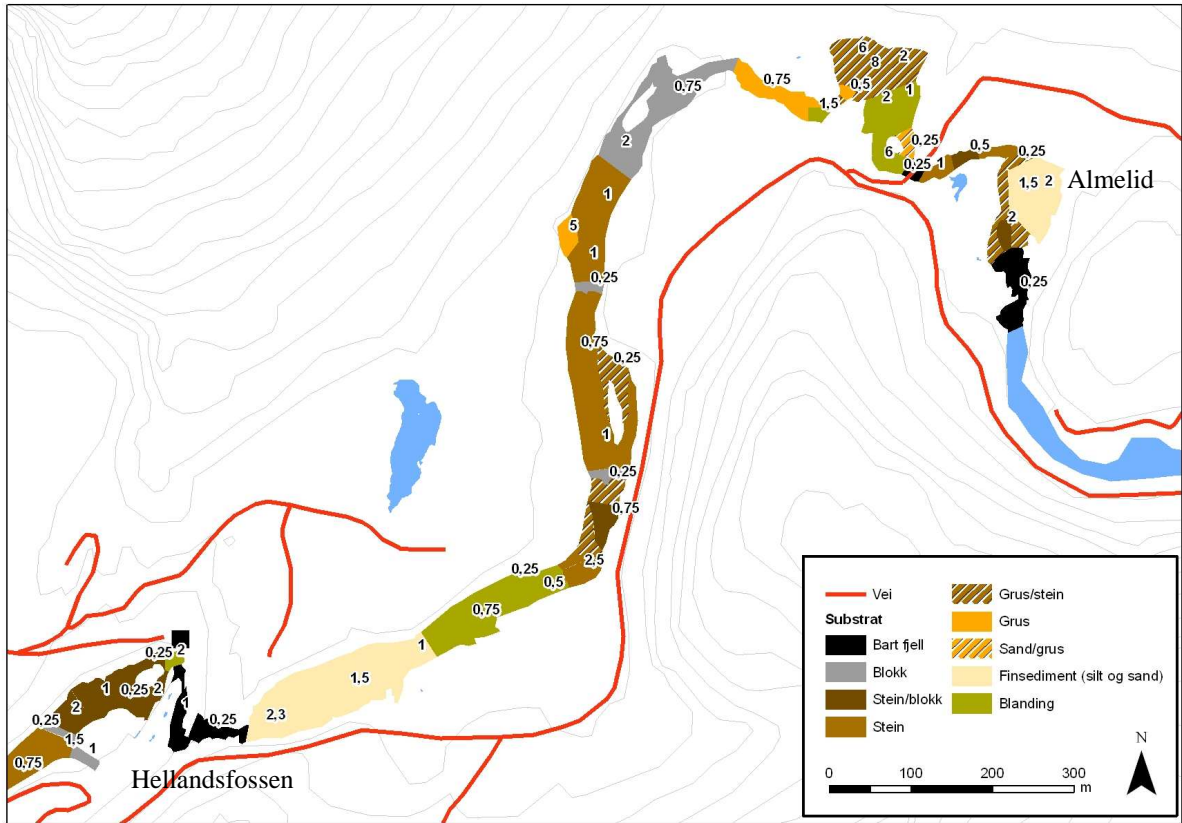 6
2
8
0,75
0,75
0,5
2
1
1,5
2
0,25
0,5
0,25
6
0,25
1
1,5 2
Almelid
1
5
2
1
0,25
0,25
0,75
0,25
1
0,25
0,75
2,5
0,25
0,5
0,75
1
0,25
2
1
0,25
2
1,5
2
1
2,3
0,25
0,25
1,5
1
0,75
Hellandsfossen
Vei
Substrat
Bart fjell
Blokk
Stein/blokk
Stein
Grus/stein
Grus
Sand/grus
Finsediment (silt og sand)
Blanding
N
0 100 200 300
m